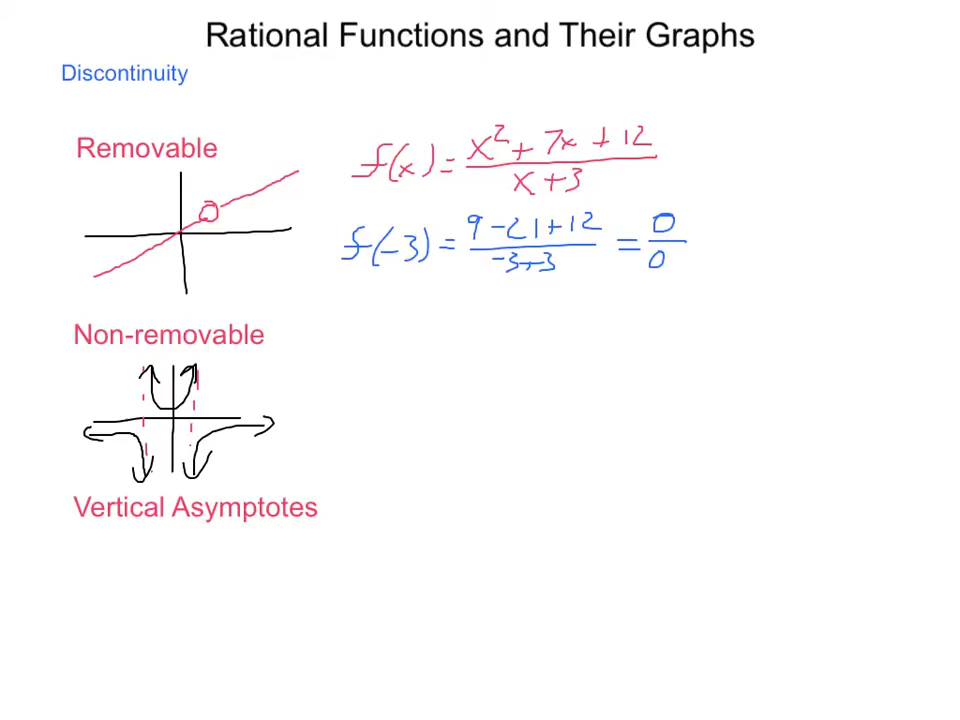 Rational Functions and Their Graphs
Discontinuity
Removable
f(x) = x² + 7x + 12 / x + 3
f(-3) = 9 - 21 + 12 / -3+3 = 0 / 0
Non-removable
Vertical Asymptotes